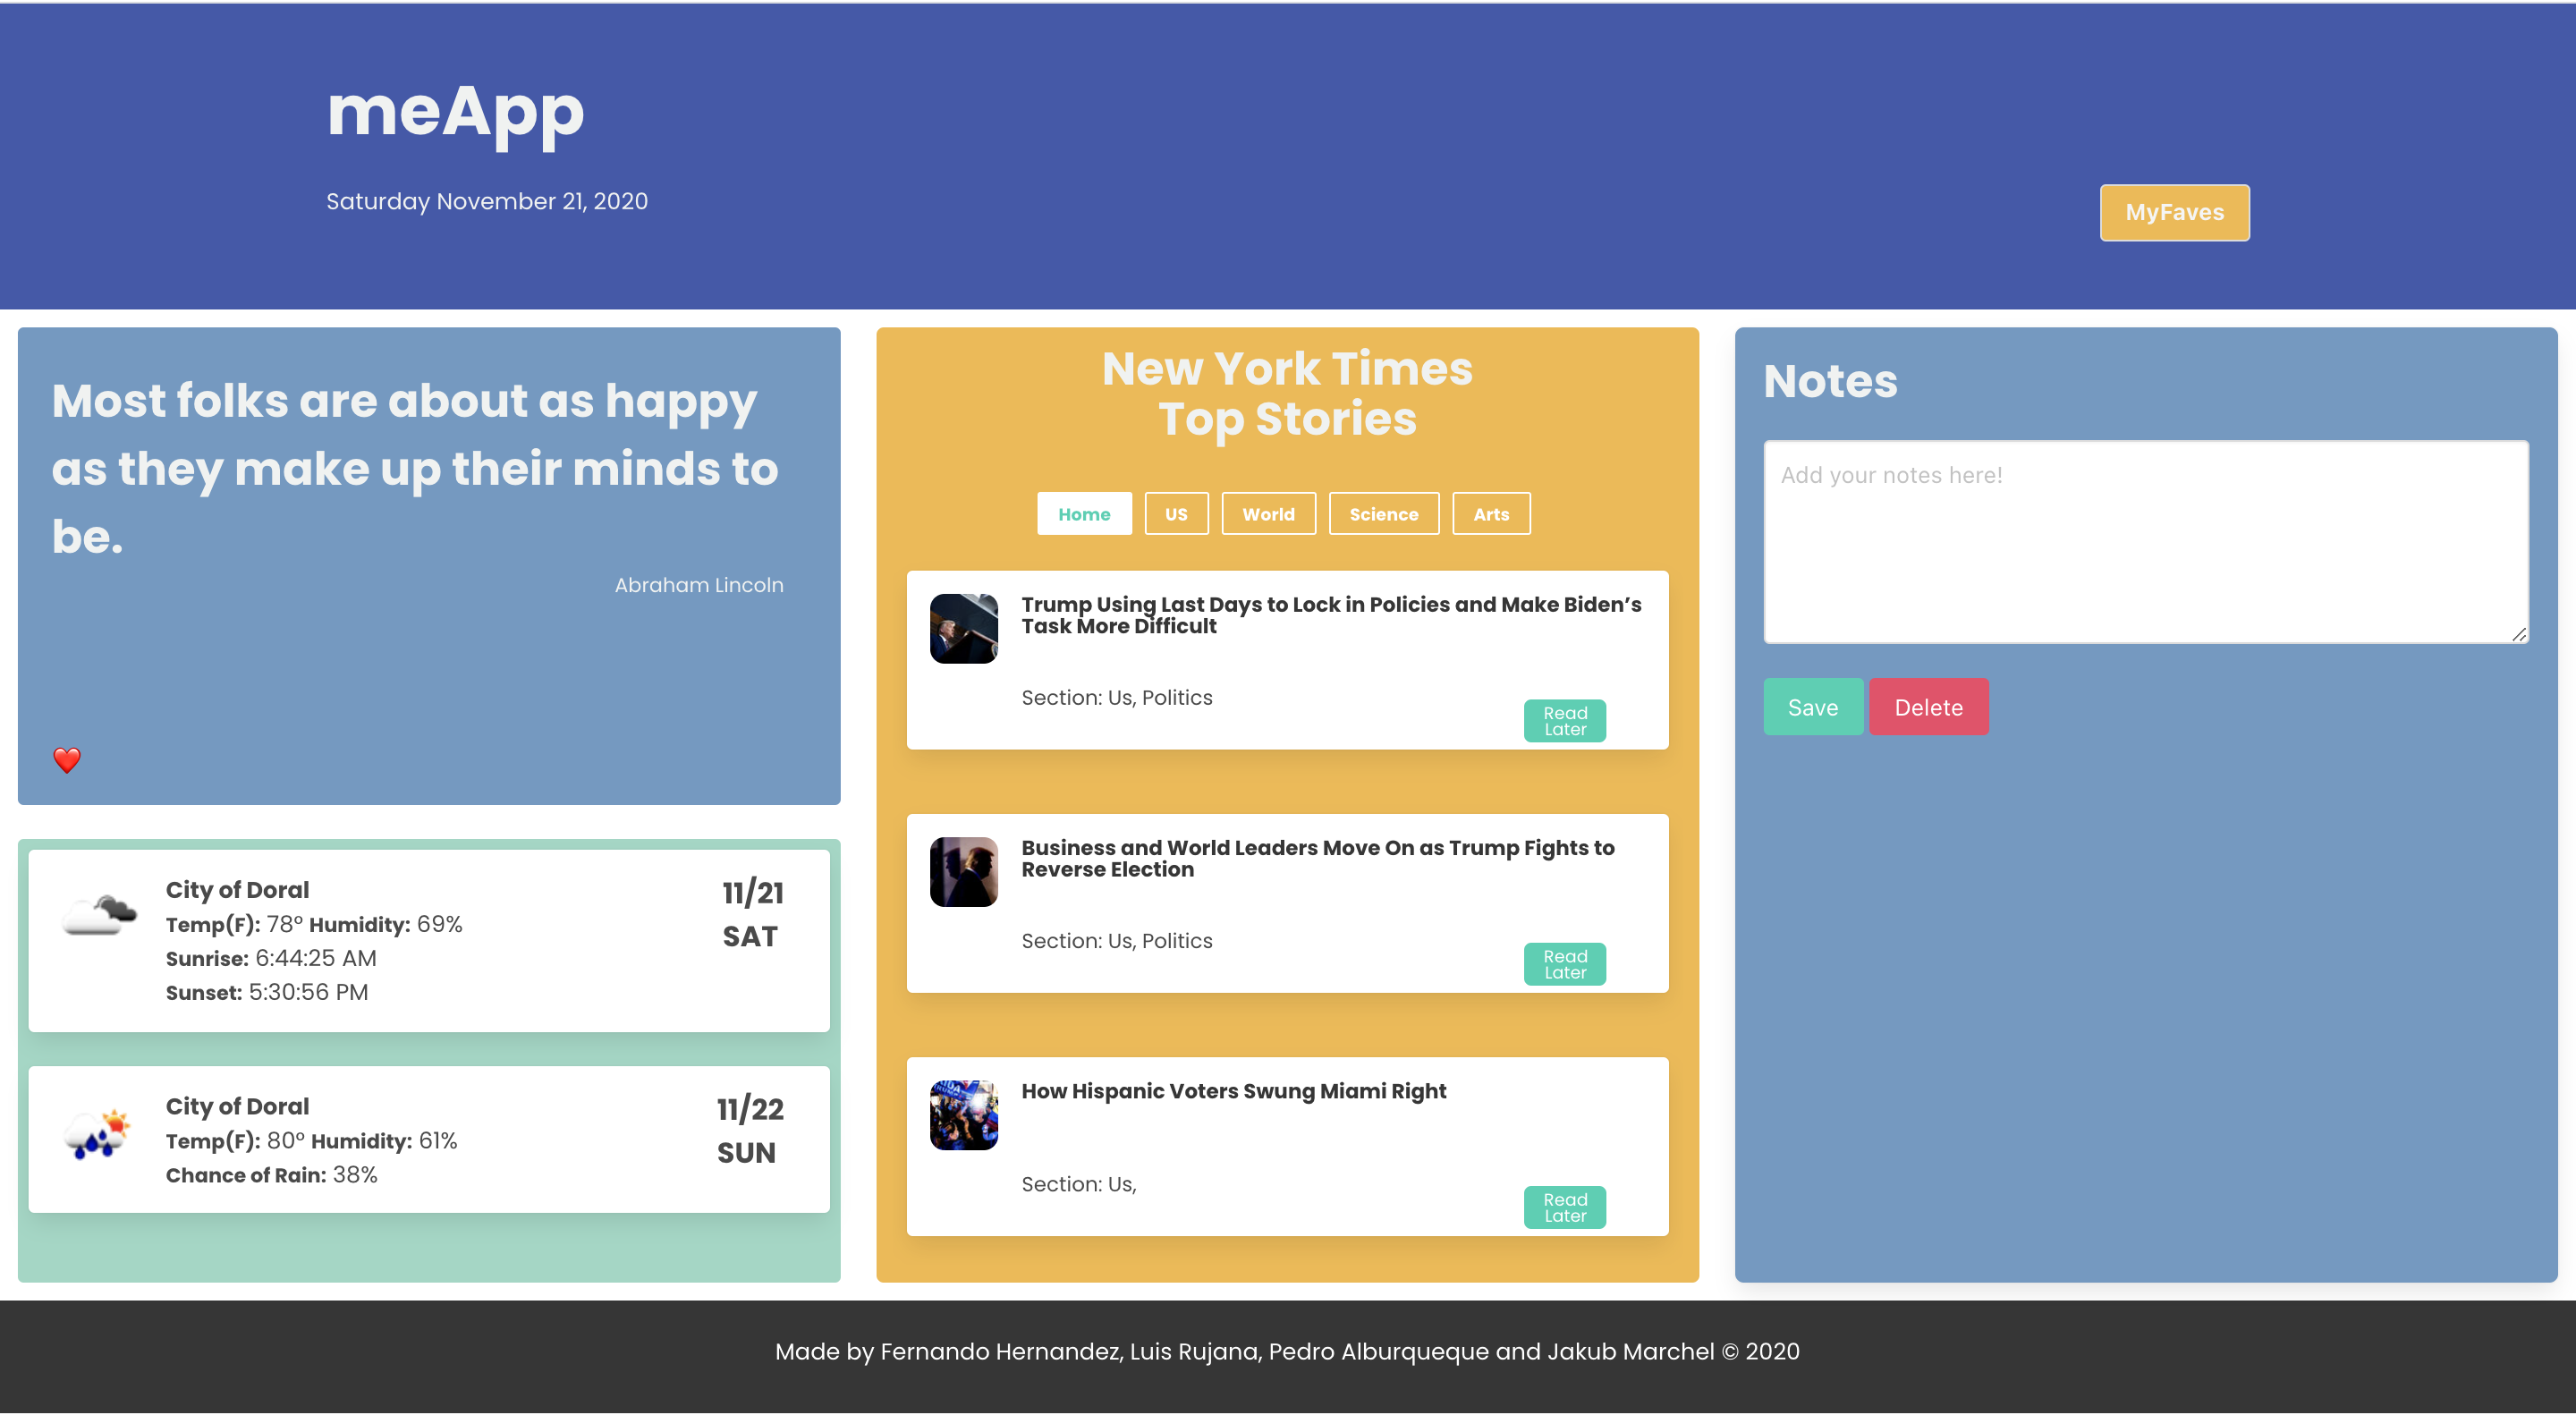 meApp
Saturday November 21, 2020
MyFaves
Most folks are about as happy
as they make up their minds to
be.
Abraham Lincoln
City of Doral
Temp(F): 78° Humidity: 69%
Sunrise: 6:44:25 AM
Sunset: 5:30:56 PM
11/21
SAT
City of Doral
Temp(F): 80° Humidity: 61%
Chance of Rain: 38%
11/22
SUN
New York Times
Top Stories
Home US World Science Arts
Trump Using Last Days to Lock in Policies and Make Biden’s
Task More Difficult
Section: Us, Politics
Read
Later
Business and World Leaders Move On as Trump Fights to
Reverse Election
Section: Us, Politics
Read
Later
How Hispanic Voters Swung Miami Right
Section: Us,
Read
Later
Notes
Add your notes here!
Save Delete
Made by Fernando Hernandez, Luis Rujana, Pedro Alburqueque and Jakub Marchel © 2020